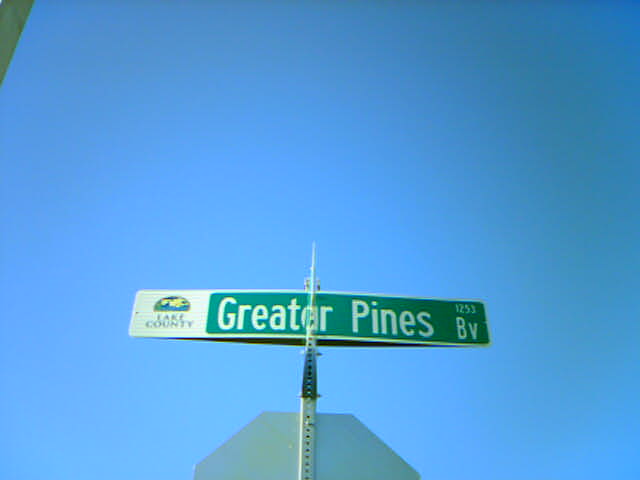 LAKE
COUNTY
Greater Pines
1253
Bv